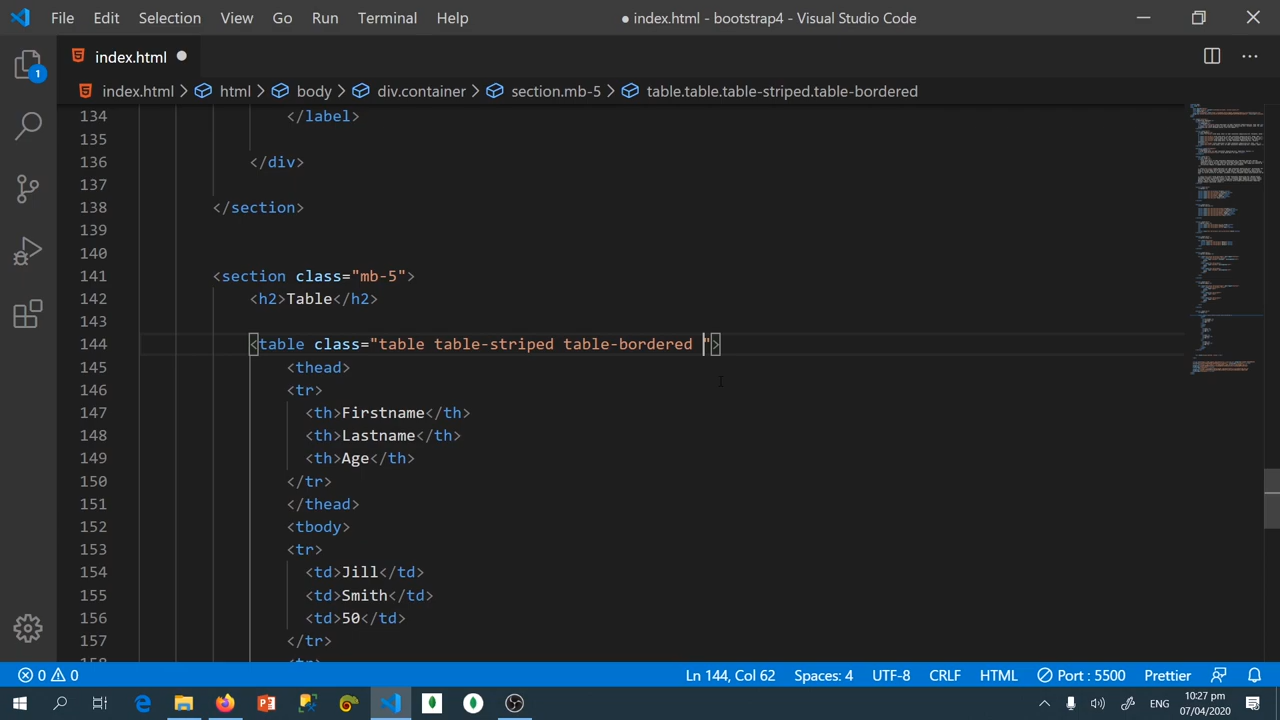 File Edit Selection View Go Run Terminal Help ● index.html - bootstrap4 - Visual Studio Code
index.html ●
1
index.html > html > body > div.container > section.mb-5 > table.table.table-striped.table-bordered
134 </label>
135
136 </div>
137
138 </section>
139
140
141 <section class="mb-5">
142 <h2>Table</h2>
143
144 <table class="table table-striped table-bordered ">
145 <thead>
146 <tr>
147 <th>Firstname</th>
148 <th>Lastname</th>
149 <th>Age</th>
150 </tr>
151 </thead>
152 <tbody>
153 <tr>
154 <td>Jill</td>
155 <td>Smith</td>
156 <td>50</td>
157 </tr>
158 <tr>
0 0 Ln 144, Col 62 Spaces: 4 UTF-8 CRLF HTML Port : 5500 Prettier
ENG 10:27 pm
07/04/2020